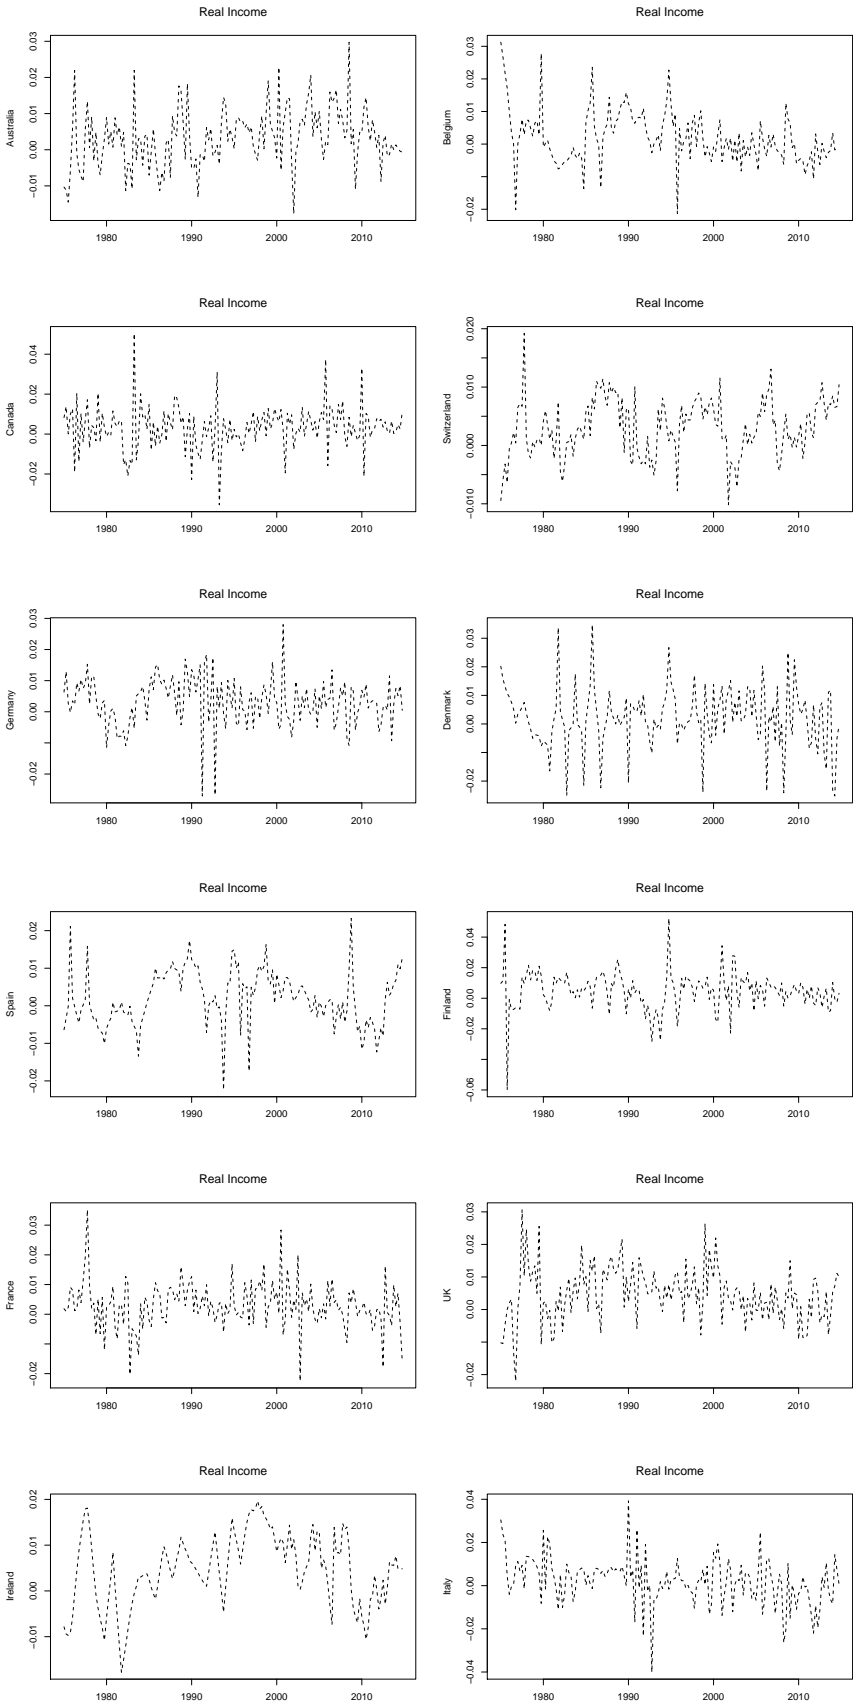 Real Income
Australia
−0.01 0.00 0.01 0.02 0.03
1980 1990 2000 2010
Real Income
Belgium
−0.02 0.00 0.01 0.02 0.03
1980 1990 2000 2010
Real Income
Canada
−0.02 0.00 0.02 0.04
1980 1990 2000 2010
Real Income
Switzerland
−0.010 0.000 0.010 0.020
1980 1990 2000 2010
Real Income
Germany
−0.02 0.00 0.01 0.02 0.03
1980 1990 2000 2010
Real Income
Denmark
−0.02 0.00 0.01 0.02 0.03
1980 1990 2000 2010
Real Income
Spain
−0.02 −0.01 0.00 0.01 0.02
1980 1990 2000 2010
Real Income
Finland
−0.06 −0.02 0.00 0.02 0.04
1980 1990 2000 2010
Real Income
France
−0.02 0.00 0.01 0.02 0.03
1980 1990 2000 2010
Real Income
UK
−0.02 0.00 0.01 0.02 0.03
1980 1990 2000 2010
Real Income
Ireland
−0.01 0.00 0.01 0.02
1980 1990 2000 2010
Real Income
Italy
−0.04 −0.02 0.00 0.02 0.04
1980 1990 2000 2010